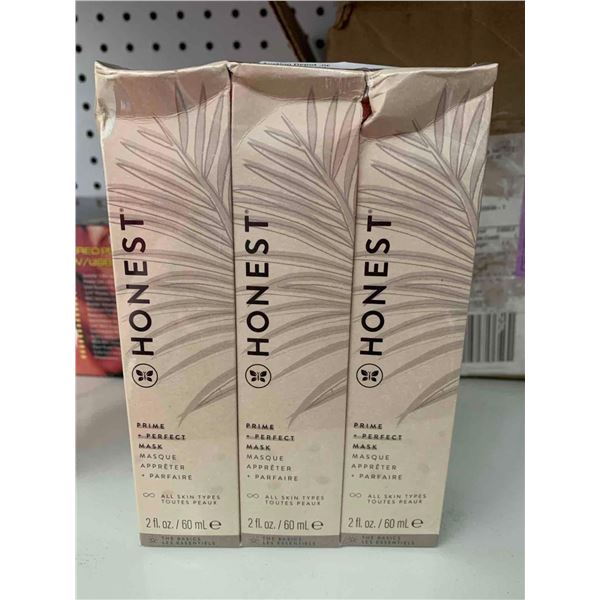 HONEST®
PRIME
+ PERFECT
MASK
MASQUE
APPRÊTER
+ PARFAIRE
ALL SKIN TYPES
TOUTES PEAUX
2 fl. oz. / 60 mL ℮
THE BASICS
LES ESSENTIELS
HONEST®
PRIME
+ PERFECT
MASK
MASQUE
APPRÊTER
+ PARFAIRE
ALL SKIN TYPES
TOUTES PEAUX
2 fl. oz. / 60 mL ℮
THE BASICS
LES ESSENTIELS
HONEST®
PRIME
+ PERFECT
MASK
MASQUE
APPRÊTER
+ PARFAIRE
ALL SKIN TYPES
TOUTES PEAUX
2 fl. oz. / 60 mL ℮
THE BASICS
LES ESSENTIELS